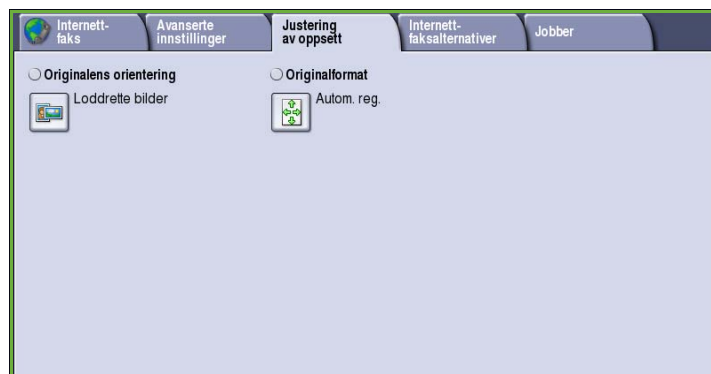 Internett-
faks
Avanserte
innstillinger
Justering
av oppsett
Internett-
faksalternativer
Jobber
Originalens orientering
Loddrette bilder
Originalformat
Autom. reg.